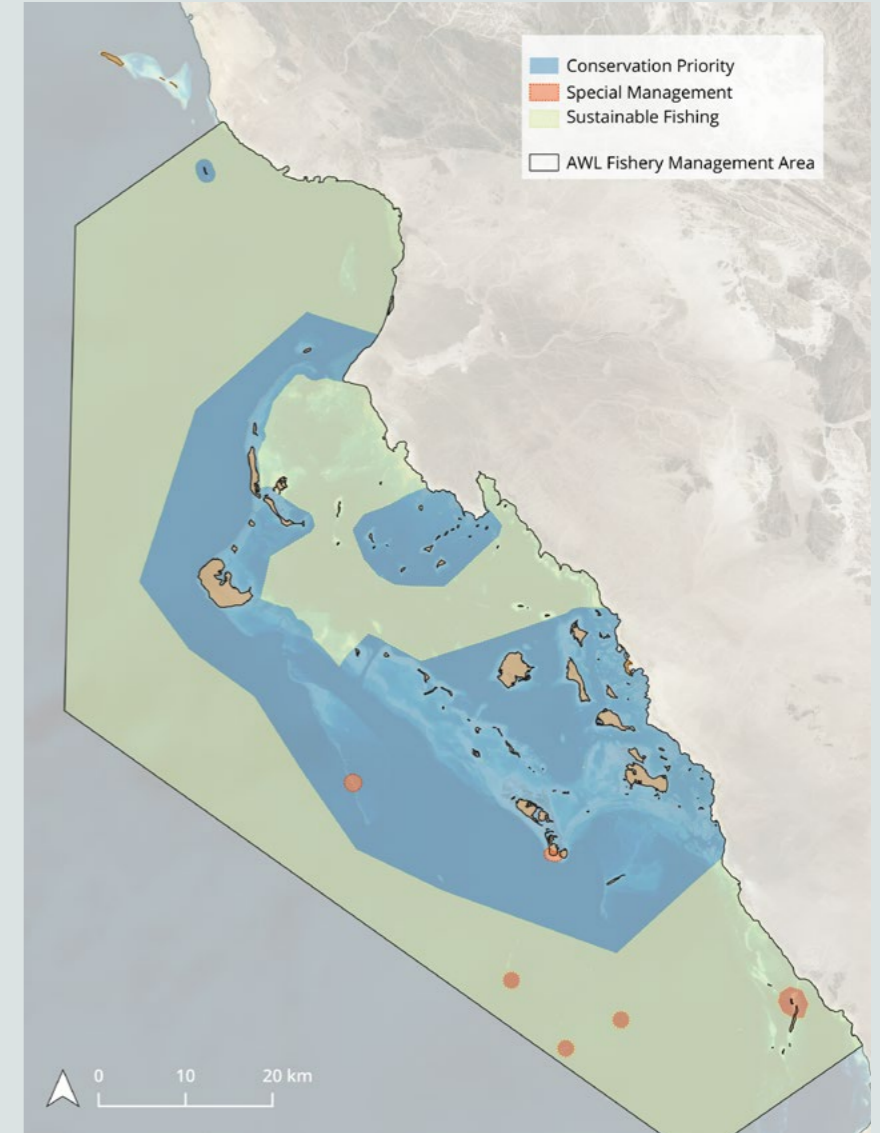 Conservation Priority
Special Management
Sustainable Fishing
AWL Fishery Management Area
0 10 20 km